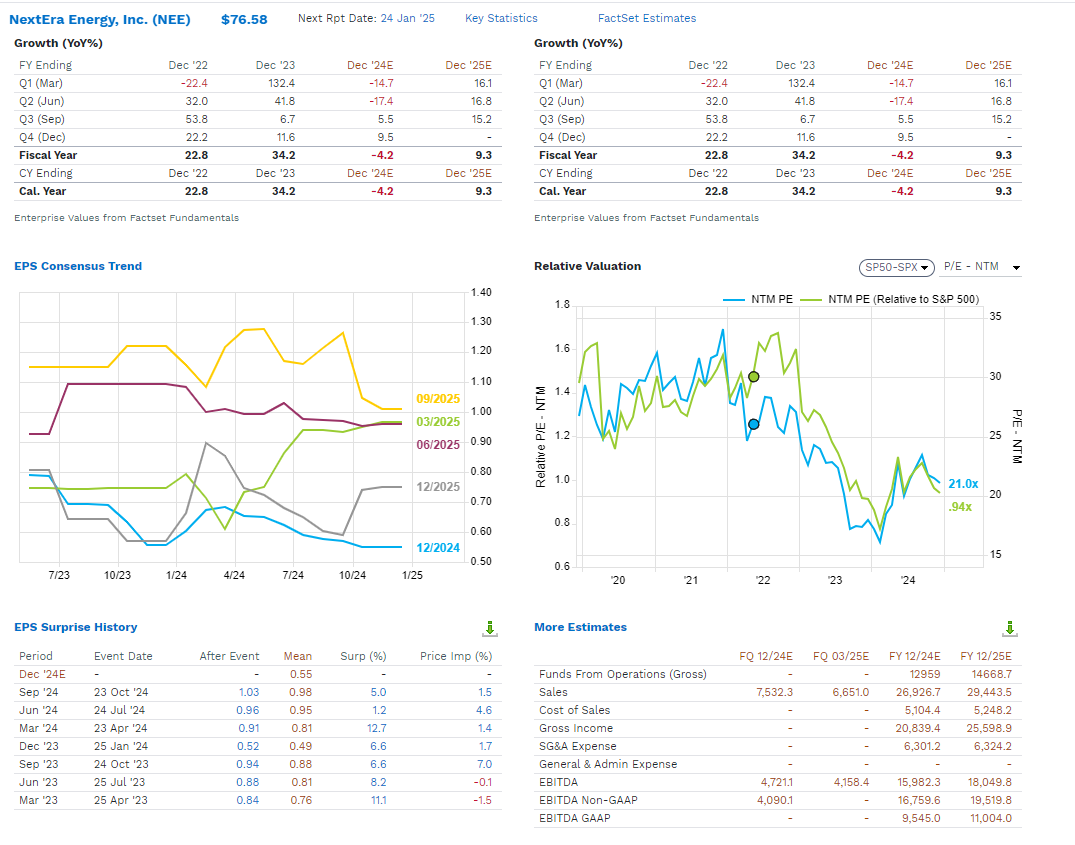 NextEra Energy, Inc. (NEE) $76.58 Next Rpt Date: 24 Jan '25 Key Statistics FactSet Estimates
Growth (YoY%)
FY Ending Dec '22 Dec '23 Dec '24E Dec '25E
Q1 (Mar) -22.4 132.4 -14.7 16.1
Q2 (Jun) 32.0 41.8 -17.4 16.8
Q3 (Sep) 53.8 6.7 5.5 15.2
Q4 (Dec) 22.2 11.6 9.5 -
Fiscal Year 22.8 34.2 -4.2 9.3
CY Ending Dec '22 Dec '23 Dec '24E Dec '25E
Cal. Year 22.8 34.2 -4.2 9.3
Enterprise Values from Factset Fundamentals
Growth (YoY%)
FY Ending Dec '22 Dec '23 Dec '24E Dec '25E
Q1 (Mar) -22.4 132.4 -14.7 16.1
Q2 (Jun) 32.0 41.8 -17.4 16.8
Q3 (Sep) 53.8 6.7 5.5 15.2
Q4 (Dec) 22.2 11.6 9.5 -
Fiscal Year 22.8 34.2 -4.2 9.3
CY Ending Dec '22 Dec '23 Dec '24E Dec '25E
Cal. Year 22.8 34.2 -4.2 9.3
Enterprise Values from Factset Fundamentals
EPS Consensus Trend
1.40
1.30
1.20
1.10
1.00
0.90
0.80
0.70
0.60
0.50
09/2025
03/2025
06/2025
12/2025
12/2024
7/23 10/23 1/24 4/24 7/24 10/24 1/25
Relative Valuation SP50-SPX P/E - NTM
NTM PE NTM PE (Relative to S&P 500)
Relative P/E - NTM
1.8
1.6
1.4
1.2
1.0
0.8
0.6
35
30
25
20
15
P/E - NTM
21.0x
.94x
'20 '21 '22 '23 '24
EPS Surprise History
Period Event Date After Event Mean Surp (%) Price Imp (%)
Dec '24E - - 0.55 - -
Sep '24 23 Oct '24 1.03 0.98 5.0 1.5
Jun '24 24 Jul '24 0.96 0.95 1.2 4.6
Mar '24 23 Apr '24 0.91 0.81 12.7 1.4
Dec '23 25 Jan '24 0.52 0.49 6.6 1.7
Sep '23 24 Oct '23 0.94 0.88 6.6 7.0
Jun '23 25 Jul '23 0.88 0.81 8.2 -0.1
Mar '23 25 Apr '23 0.84 0.76 11.1 -1.5
More Estimates
FQ 12/24E FQ 03/25E FY 12/24E FY 12/25E
Funds From Operations (Gross) - - 12959 14668.7
Sales 7,532.3 6,651.0 26,926.7 29,443.5
Cost of Sales - - 5,104.4 5,248.2
Gross Income - - 20,839.4 25,598.9
SG&A Expense - - 6,301.2 6,324.2
General & Admin Expense - - - -
EBITDA 4,721.1 4,158.4 15,982.3 18,049.8
EBITDA Non-GAAP 4,090.1 - 16,759.6 19,519.8
EBITDA GAAP - - 9,545.0 11,004.0